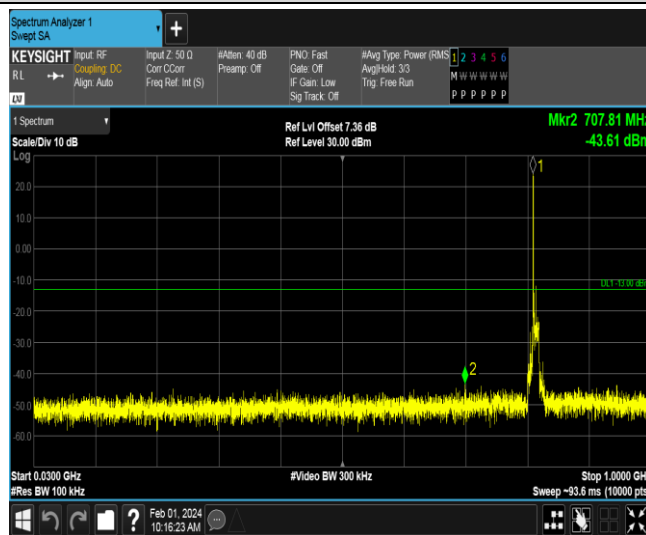 Spectrum Analyzer 1
Swept SA
+
KEYSIGHT
RL
LXI
Input: RF
Coupling: DC
Align: Auto
Input Z: 50 Ω
Corr CCorr
Freq Ref: Int (S)
#Atten: 40 dB
Preamp: Off
PNO: Fast
Gate: Off
IF Gain: Low
Sig Track: Off
#Avg Type: Power (RMS
Avg|Hold: 3/3
Trig: Free Run
1 2 3 4 5 6
M W W W W W
P P P P P P
1 Spectrum
Scale/Div 10 dB
Log
Ref Lvl Offset 7.36 dB
Ref Level 30.00 dBm
Mkr2 707.81 MHz
-43.61 dBm
1
20.0
10.0
0.00
-10.0
DL1 -13.00 dBm
-20.0
-30.0
-40.0
2
-50.0
-60.0
Start 0.0300 GHz
#Res BW 100 kHz
#Video BW 300 kHz
Stop 1.0000 GH
Sweep ~93.6 ms (10000 pts
?
Feb 01, 2024
10:16:23 AM